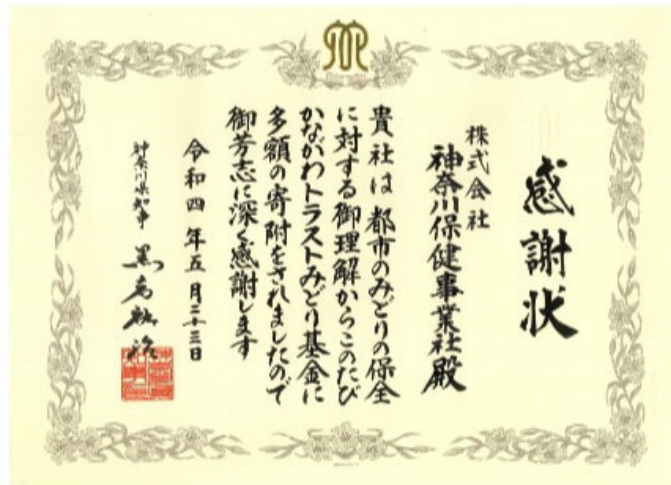 感謝状
株式会社
神奈川保健事業社殿
貴社は都市のみどりの保全
に対する御理解からこのたび
かながわトラストみどり基金に
多額の寄附をされましたので
御芳志に深く感謝します
令和四年五月二十三日
神奈川県知事 黒岩祐治